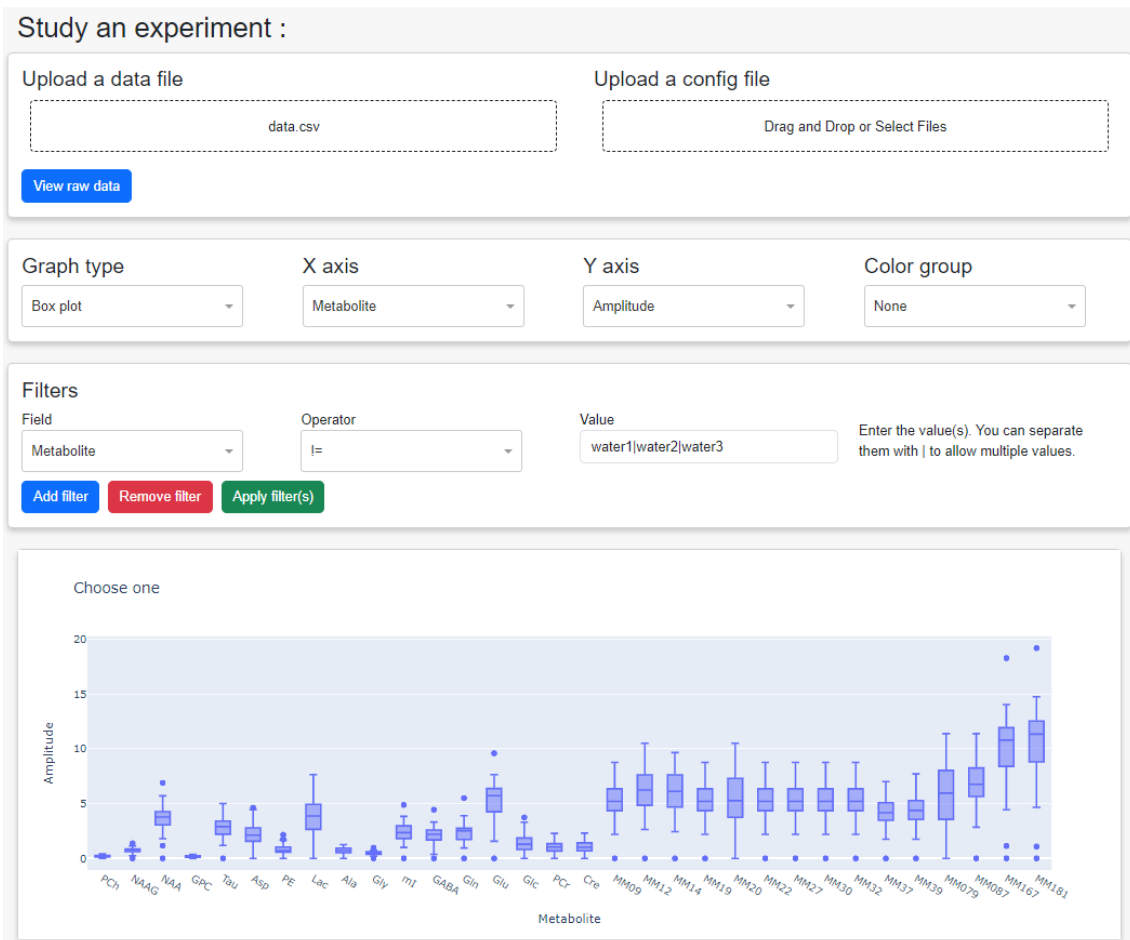 Study an experiment :
Upload a data file
Upload a config file
data.csv
Drag and Drop or Select Files
View raw data
Graph type
X axis
Y axis
Color group
Box plot
Metabolite
Amplitude
None
Filters
Field
Operator
Value
Metabolite
!=
water1|water2|water3
Enter the value(s). You can separate
them with | to allow multiple values.
Add filter
Remove filter
Apply filter(s)
Choose one
20
15
10
5
0
Amplitude
PCh
NAAG
NAA
GPC
Tau
Asp
PE
Lac
Ala
Gly
mI
GABA
Gln
Glu
Glc
PCr
Cre
MM09
MM12
MM14
MM19
MM20
MM22
MM27
MM30
MM32
MM37
MM39
MM079
MM087
MM167
MM181
Metabolite